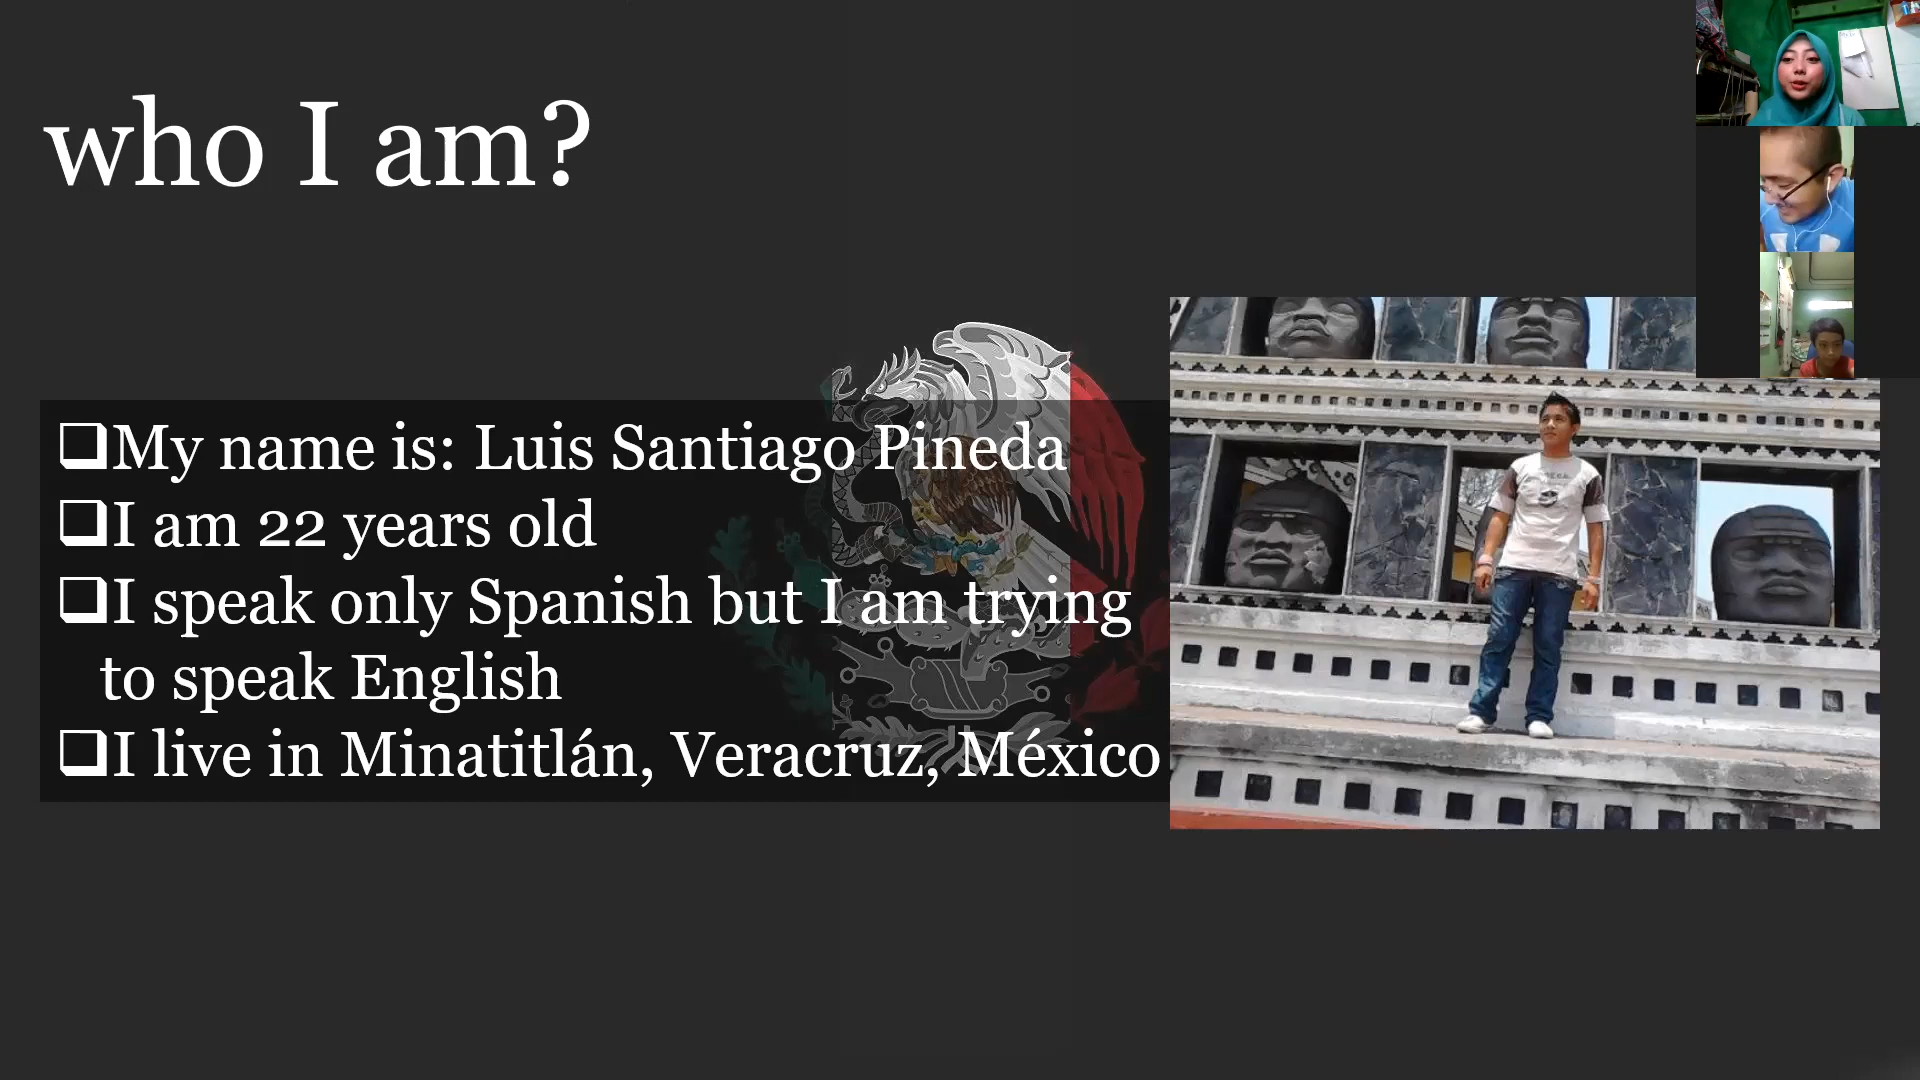 who I am?
❑My name is: Luis Santiago Pineda
❑I am 22 years old
❑I speak only Spanish but I am trying
to speak English
❑I live in Minatitlán, Veracruz, México